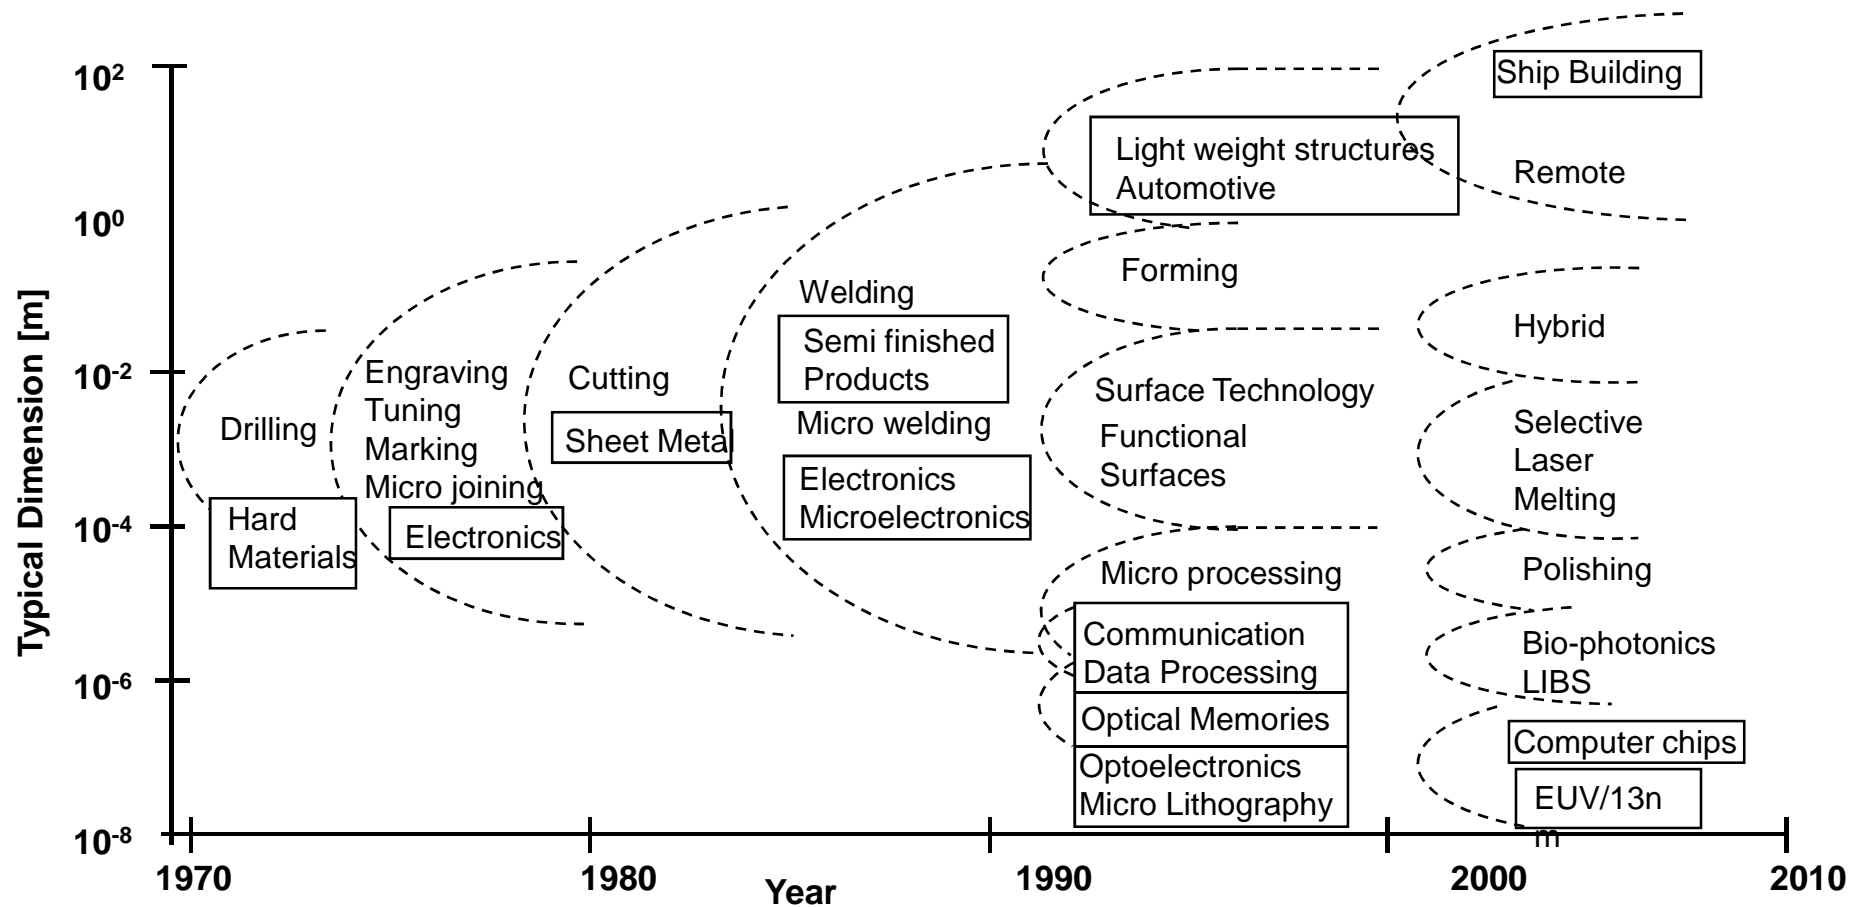 Typical Dimension [m]
10²
10⁰
10⁻²
10⁻⁴
10⁻⁶
10⁻⁸
Drilling
Hard
Materials
Engraving
Tuning
Marking
Micro joining
Electronics
Cutting
Sheet Metal
Welding
Semi finished
Products
Micro welding
Electronics
Microelectronics
Light weight structures
Automotive
Forming
Surface Technology
Functional
Surfaces
Micro processing
Communication
Data Processing
Optical Memories
Optoelectronics
Micro Lithography
Ship Building
Remote
Hybrid
Selective
Laser
Melting
Polishing
Bio-photonics
LIBS
Computer chips
EUV/13n
m
1970
1980
1990
2000
2010
Year